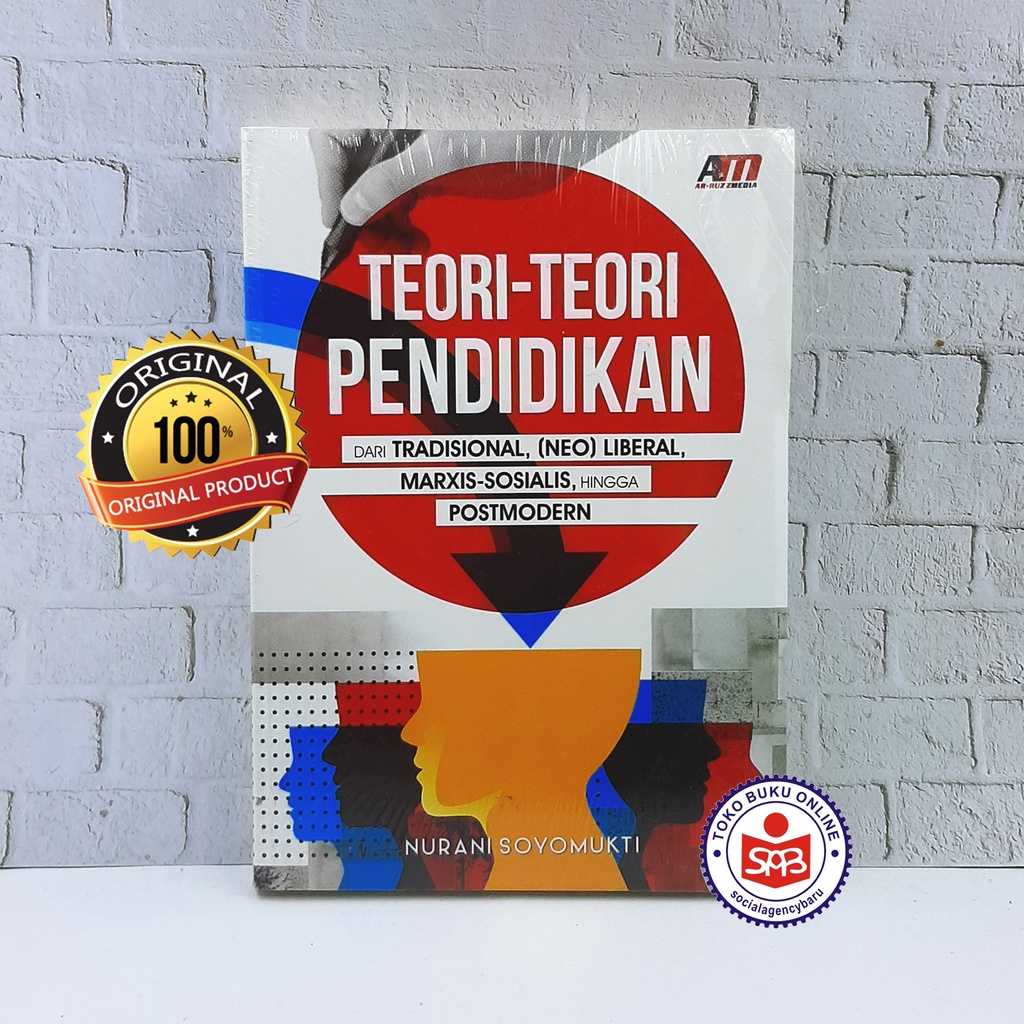 AM
AR-RUZZMEDIA
TEORI-TEORI
PENDIDIKAN
DARI TRADISIONAL, (NEO) LIBERAL,
MARXIS-SOSIALIS, HINGGA
POSTMODERN
NURANI SOYOMUKTI
ORIGINAL
100%
ORIGINAL PRODUCT
TOKO BUKU ONLINE
SAB
socialagencybaru